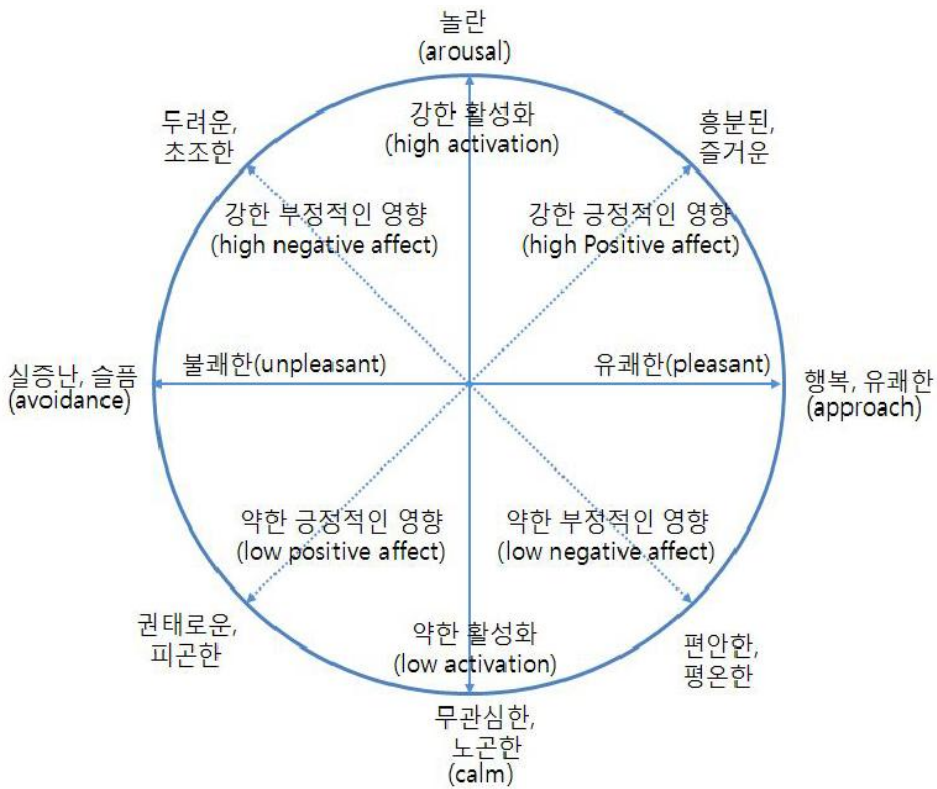 놀란
(arousal)
강한 활성화
(high activation)
두려운,
초조한
흥분된,
즐거운
강한 부정적인 영향
(high negative affect)
강한 긍정적인 영향
(high Positive affect)
불쾌한(unpleasant)
유쾌한(pleasant)
실증난, 슬픔
(avoidance)
행복, 유쾌한
(approach)
약한 긍정적인 영향
(low positive affect)
약한 부정적인 영향
(low negative affect)
권태로운,
피곤한
약한 활성화
(low activation)
편안한,
평온한
무관심한,
노곤한
(calm)